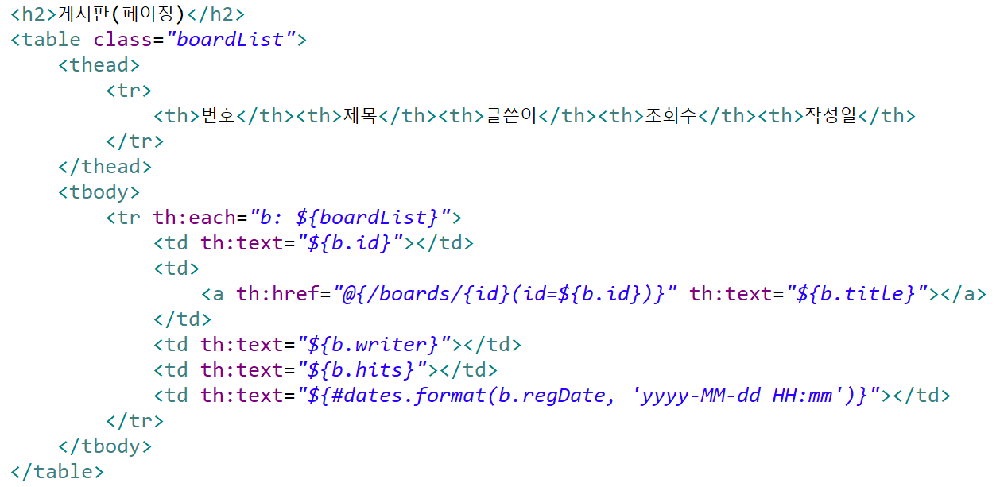 <h2>게시판(페이징)</h2>
<table class="boardList">
    <thead>
        <tr>
            <th>번호</th><th>제목</th><th>글쓴이</th><th>조회수</th><th>작성일</th>
        </tr>
    </thead>
    <tbody>
        <tr th:each="b: ${boardList}">
            <td th:text="${b.id}"></td>
            <td>
                <a th:href="@{/boards/{id}(id=${b.id})}" th:text="${b.title}"></a>
            </td>
            <td th:text="${b.writer}"></td>
            <td th:text="${b.hits}"></td>
            <td th:text="${#dates.format(b.regDate, 'yyyy-MM-dd HH:mm')}"></td>
        </tr>
    </tbody>
</table>